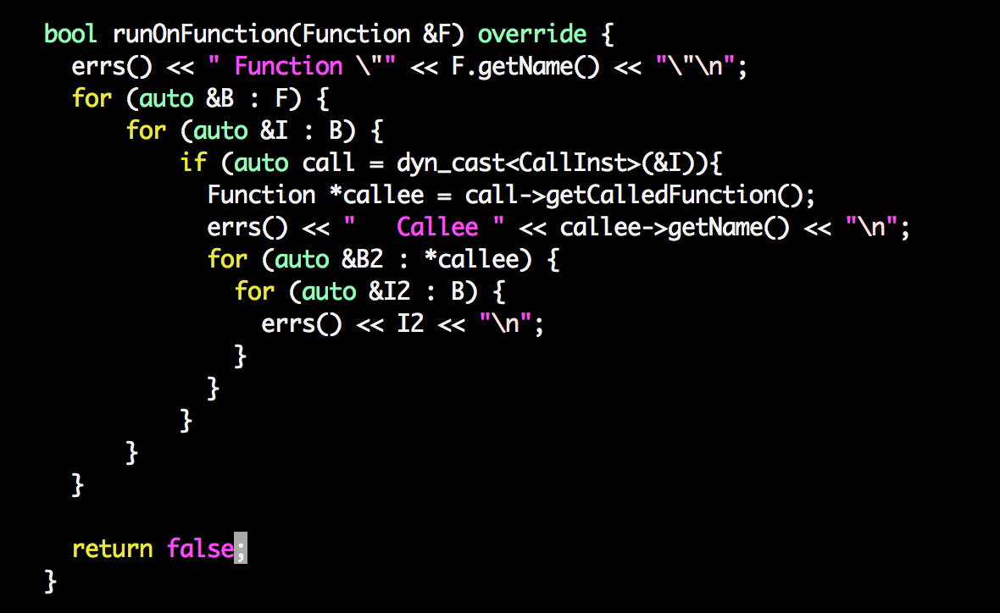 bool runOnFunction(Function &F) override {
  errs() << " Function \"" << F.getName() << "\"\n";
  for (auto &B : F) {
      for (auto &I : B) {
          if (auto call = dyn_cast<CallInst>(&I)){
            Function *callee = call->getCalledFunction();
            errs() << "   Callee " << callee->getName() << "\n";
            for (auto &B2 : *callee) {
              for (auto &I2 : B) {
                errs() << I2 << "\n";
              }
            }
          }
      }
  }

  return false;
}